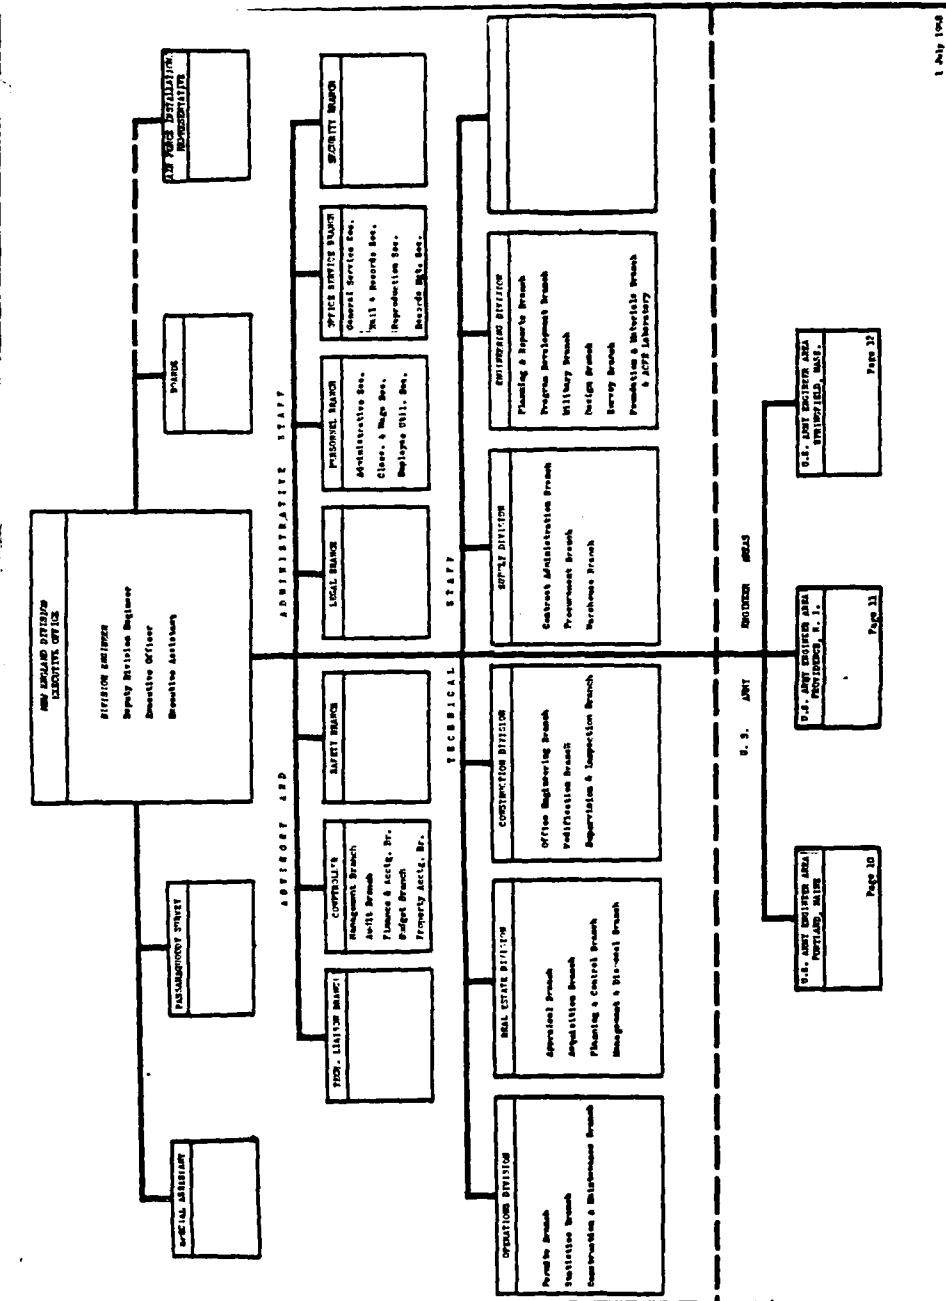 NEW ENGLAND DIVISION
EXECUTIVE OFFICE
DIVISION ENGINEER
Deputy Division Engineer
Executive Officer
Executive Assistant
SPECIAL ASSISTANT
PASSAMAQUODDY SURVEY
BOARDS
AIR FORCE INSTALLATION
REPRESENTATIVE
ADVISORY AND ADMINISTRATIVE STAFF
TECH. LIAISON BRANCH
COMPTROLLER
Management Branch
Audit Branch
Finance & Acctg. Br.
Budget Branch
Property Acctg. Br.
SAFETY BRANCH
LEGAL BRANCH
PERSONNEL BRANCH
Administrative Sec.
Class. & Wage Sec.
Employee Util. Sec.
OFFICE SERVICE BRANCH
General Service Sec.
Mail & Records Sec.
Reproduction Sec.
Records Mgt. Sec.
SECURITY BRANCH
TECHNICAL STAFF
OPERATIONS DIVISION
Permits Branch
Statistics Branch
Construction & Maintenance Branch
REAL ESTATE DIVISION
Appraisal Branch
Acquisition Branch
Planning & Control Branch
Management & Disposal Branch
CONSTRUCTION DIVISION
Office Engineering Branch
Modification Branch
Supervision & Inspection Branch
SUPPLY DIVISION
Contract Administration Branch
Procurement Branch
Warehouse Branch
ENGINEERING DIVISION
Planning & Reports Branch
Program Development Branch
Military Branch
Design Branch
Survey Branch
Foundation & Materials Branch
& ACFE Laboratory
U. S. ARMY ENGINEER AREAS
U.S. ARMY ENGINEER AREA
PORTLAND, MAINE
Page 10
U.S. ARMY ENGINEER AREA
PROVIDENCE, R. I.
Page 11
U.S. ARMY ENGINEER AREA
SPRINGFIELD, MASS.
Page 12
1 July 1958